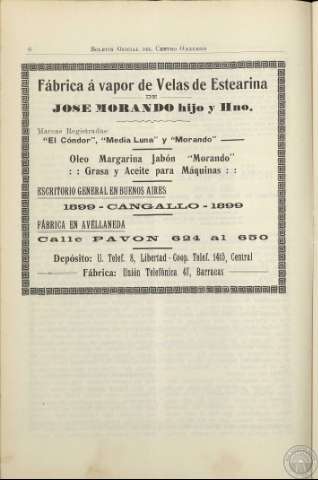 6 BOLETIN OFICIAL DEL CENTRO
Fábrica á vapor de Velas de Estearina
DE
JOSE MORANDO hijo y Hno.
Marcas Registradas
"El Cóndor", "Media Luna" y "Morando"
Oleo Margarina Jabón "Morando"
: : Grasa y Aceite para Máquinas : :
ESCRITORIO GENERAL EN BUENOS AIRES
1899 - CANGALLO - 1899
FÁBRICA EN AVELLANEDA
Calle PAVON 624 al 650
Depósito: U. Telef. 8, Libertad - Coop. Telef. 1410, Central
Fábrica: Unión Telefónica 47, Barracas